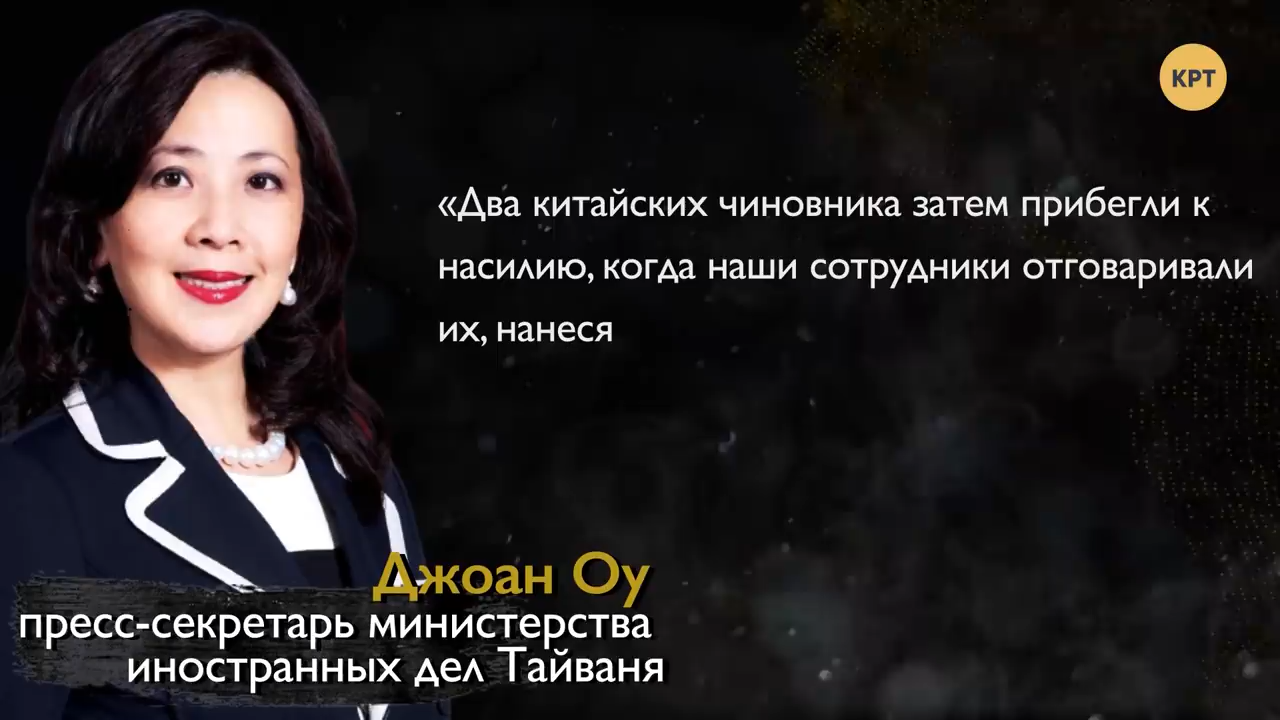 КРТ
«Два китайских чиновника затем прибегли к
насилию, когда наши сотрудники отговаривали
их, нанеся
Джоан Оу
пресс-секретарь министерства
иностранных дел Тайваня